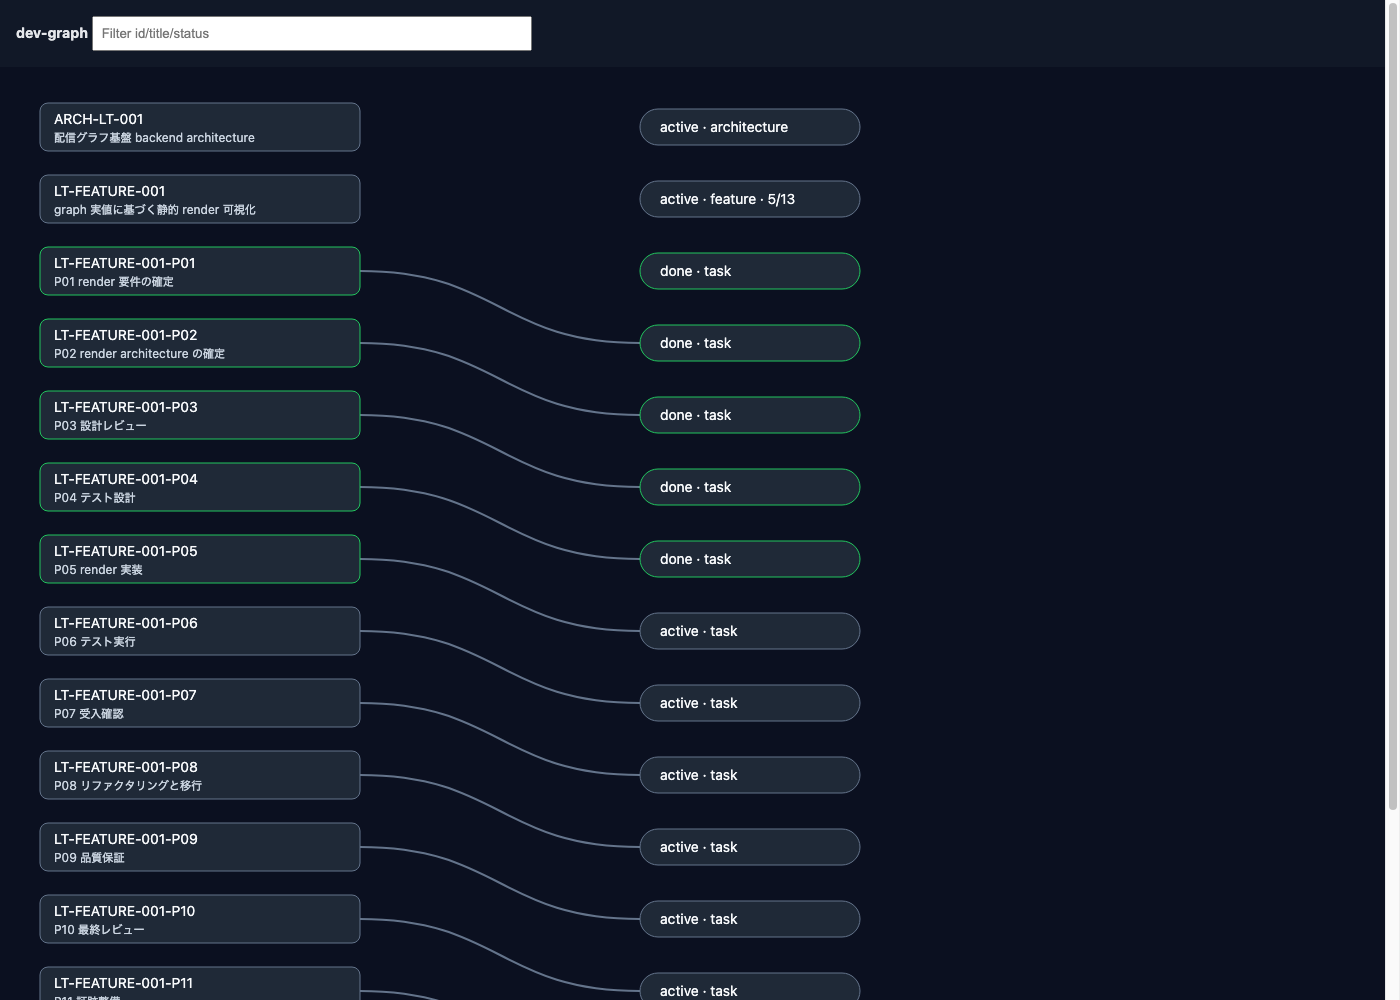 dev-graph
Filter id/title/status
ARCH-LT-001
配信グラフ基盤 backend architecture
active · architecture
LT-FEATURE-001
graph 実値に基づく静的 render 可視化
active · feature · 5/13
LT-FEATURE-001-P01
P01 render 要件の確定
done · task
LT-FEATURE-001-P02
P02 render architecture の確定
done · task
LT-FEATURE-001-P03
P03 設計レビュー
done · task
LT-FEATURE-001-P04
P04 テスト設計
done · task
LT-FEATURE-001-P05
P05 render 実装
done · task
LT-FEATURE-001-P06
P06 テスト実行
active · task
LT-FEATURE-001-P07
P07 受入確認
active · task
LT-FEATURE-001-P08
P08 リファクタリングと移行
active · task
LT-FEATURE-001-P09
P09 品質保証
active · task
LT-FEATURE-001-P10
P10 最終レビュー
active · task
LT-FEATURE-001-P11
P11
active · task